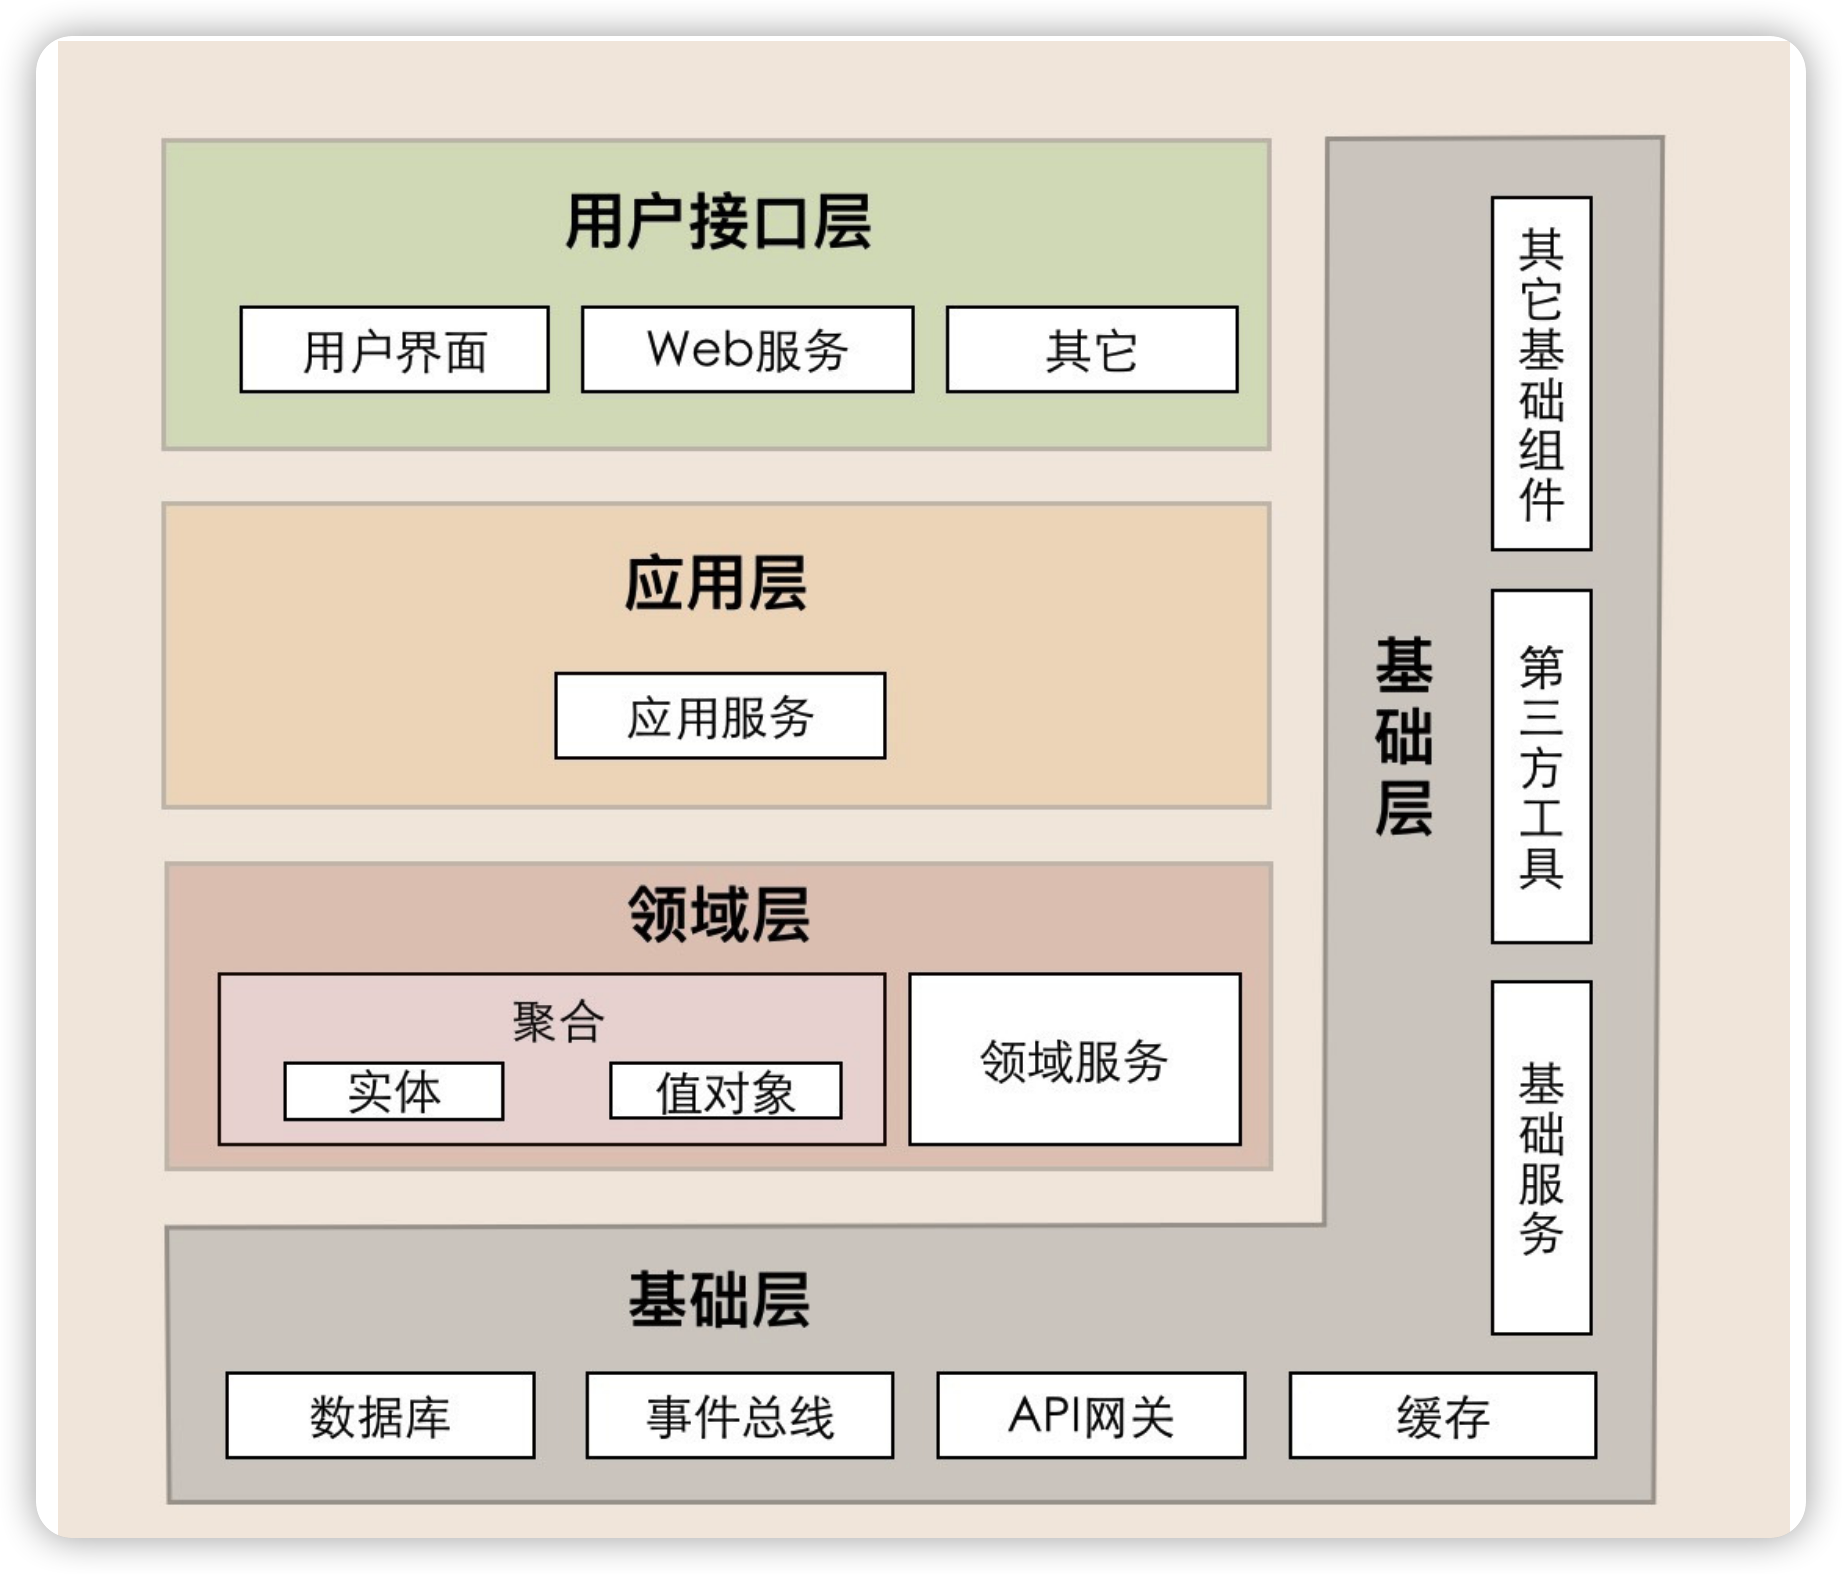 用户接口层
用户界面
Web服务
其它
应用层
应用服务
领域层
聚合
实体
值对象
领域服务
基础层
其它基础组件
第三方工具
基础服务
基础层
数据库
事件总线
API网关
缓存